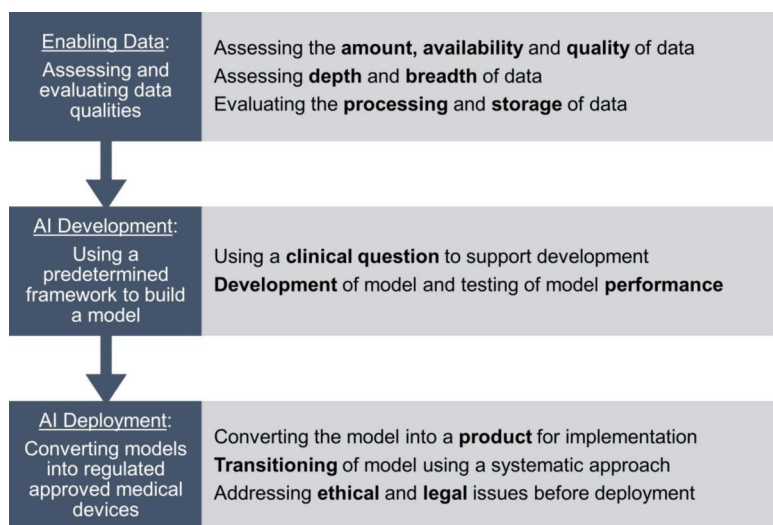 Enabling Data:
Assessing and
evaluating data
qualities
Assessing the amount, availability and quality of data
Assessing depth and breadth of data
Evaluating the processing and storage of data
AI Development:
Using a
predetermined
framework to build
a model
Using a clinical question to support development
Development of model and testing of model performance
AI Deployment:
Converting models
into regulated
approved medical
devices
Converting the model into a product for implementation
Transitioning of model using a systematic approach
Addressing ethical and legal issues before deployment